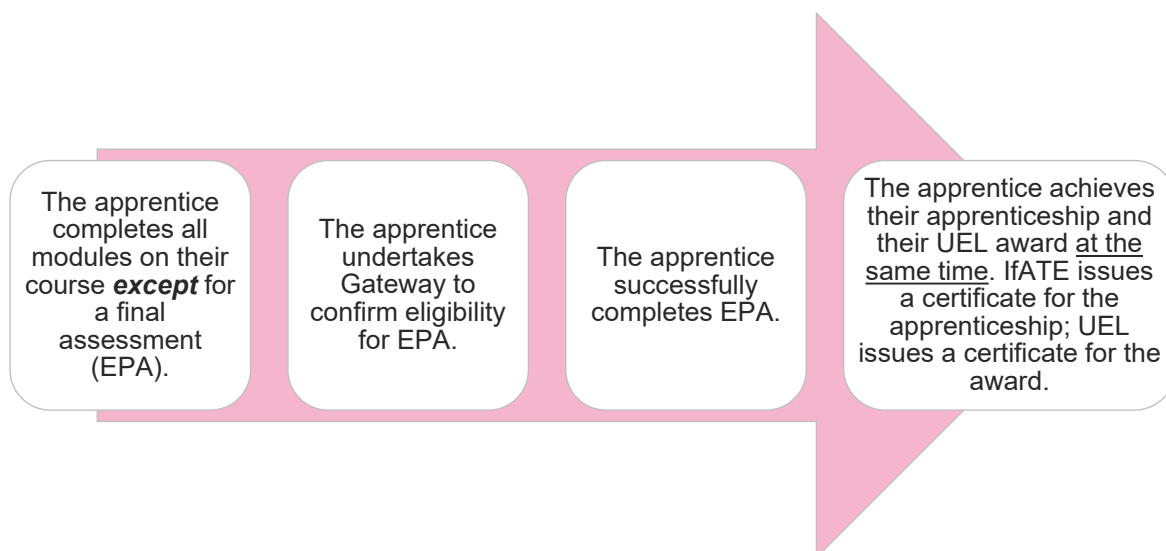 The apprentice
completes all
modules on their
course except for
a final
assessment
(EPA).
The apprentice
undertakes
Gateway to
confirm eligibility
for EPA.
The apprentice
successfully
completes EPA.
The apprentice achieves
their apprenticeship and
their UEL award at the
same time. IfATE issues
a certificate for the
apprenticeship; UEL
issues a certificate for the
award.